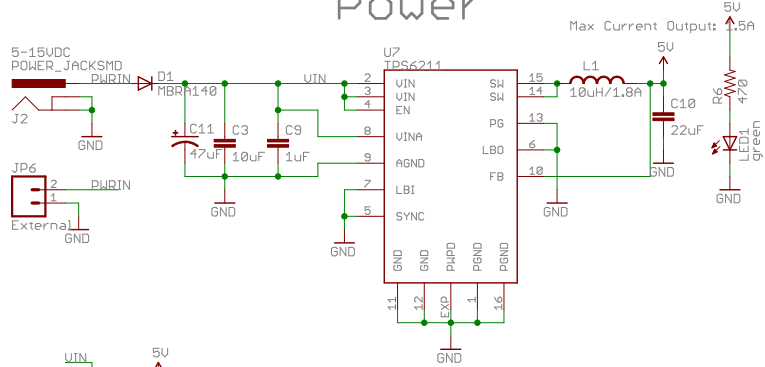 Power
Max Current Output: 1.5A
5V
5-15VDC
POWER_JACKSMD
PWRIN
D1
MBRA140
J2
GND
VIN
U7
TPS6211
2 VIN
3 VIN
4 EN
8 VINA
9 AGND
7 LBI
5 SYNC
15 SW
14 SW
13 PG
6 LBO
10 FB
GND GND PWPD PGND PGND
11 12 EXP 1 16
GND
C11
47uF
C3
10uF
C9
1uF
GND
GND
L1
10uH/1.8A
5V
C10
22uF
GND
GND
R6
470
LED1
green
GND
JP6
2
1
PWRIN
External
GND
VIN
5V